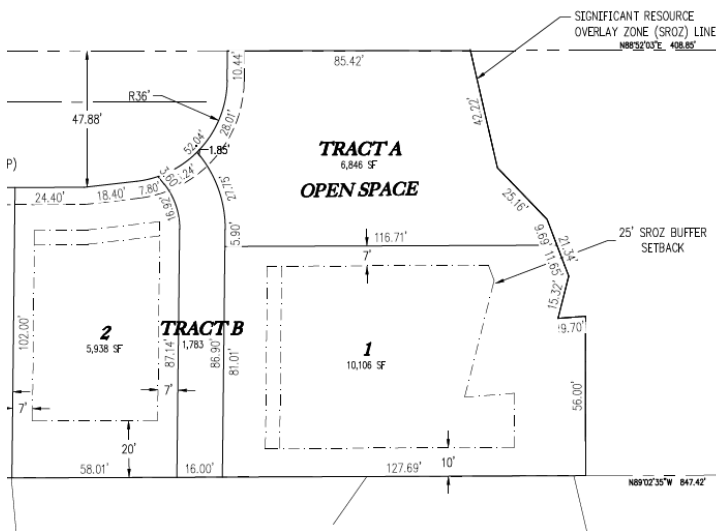 SIGNIFICANT RESOURCE
OVERLAY ZONE (SROZ) LINE
N88°52'03"E 408.85'
10.44'
85.42'
R36'
47.88'
28.01'
42.22'
52.04'
1.85'
TRACT A
6,846 SF
OPEN SPACE
P)
24.40'
18.40'
7.80'
16.92'
27.75'
25.16'
5.90'
116.71'
7'
9.69'
21.34'
11.65'
15.32'
25' SROZ BUFFER
SETBACK
9.70'
102.00'
2
5,938 SF
TRACT B
1,783
87.14'
86.90'
81.01'
1
10,106 SF
56.00'
7'
7'
20'
10'
58.01'
16.00'
127.69'
N89°02'35"W 847.42'